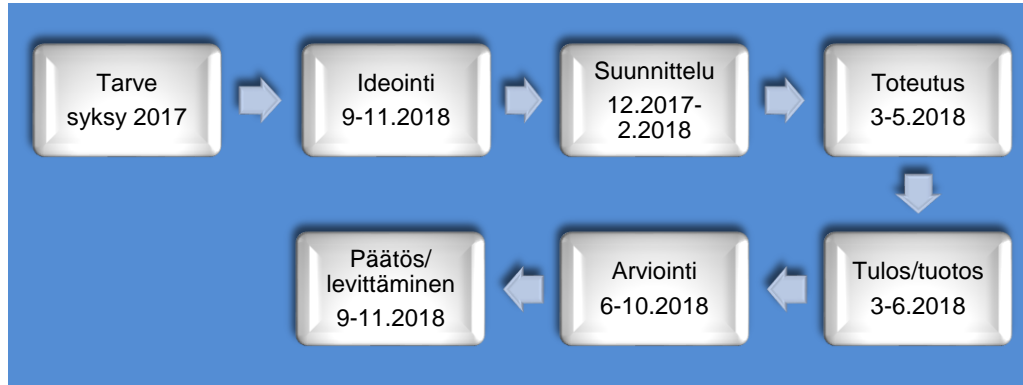 Tarve
syksy 2017
Ideointi
9-11.2018
Suunnittelu
12.2017-
2.2018
Toteutus
3-5.2018
Tulos/tuotos
3-6.2018
Arviointi
6-10.2018
Päätös/
levittäminen
9-11.2018